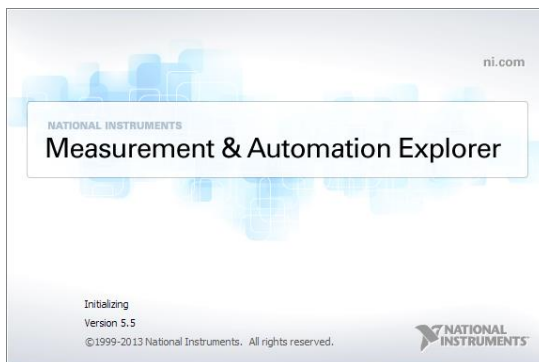 ni.com
NATIONAL INSTRUMENTS
Measurement & Automation Explorer
Initializing
Version 5.5
©1999-2013 National Instruments. All rights reserved.
NATIONAL
INSTRUMENTS